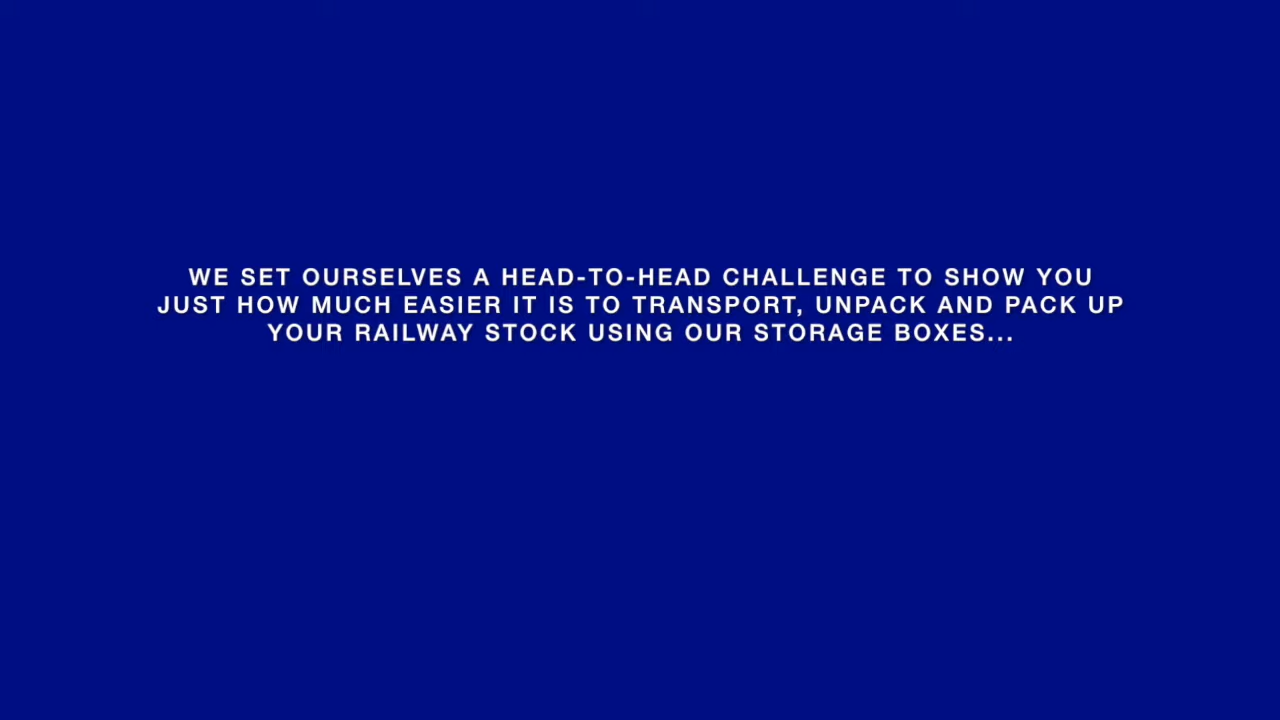 WE SET OURSELVES A HEAD-TO-HEAD CHALLENGE TO SHOW YOU
JUST HOW MUCH EASIER IT IS TO TRANSPORT, UNPACK AND PACK UP
YOUR RAILWAY STOCK USING OUR STORAGE BOXES...